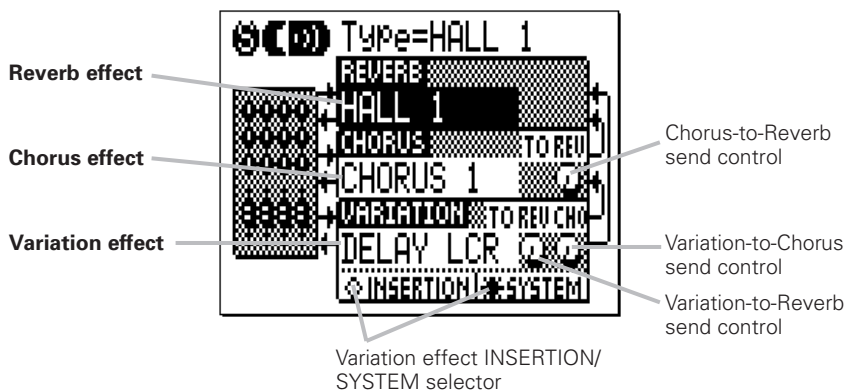 Type=HALL 1
Reverb effect
REVERB
HALL 1
CHORUS TO REV
Chorus-to-Reverb
send control
Chorus effect
CHORUS 1
VARIATION TO REV CHO
Variation effect
DELAY LCR
Variation-to-Chorus
send control
INSERTION SYSTEM
Variation-to-Reverb
send control
Variation effect INSERTION/
SYSTEM selector